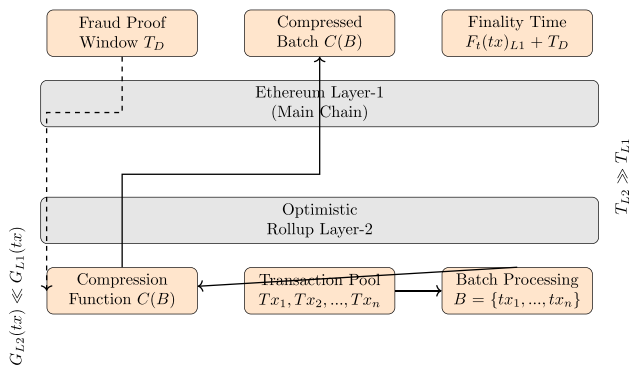 Fraud Proof
Window $T_D$
Compressed
Batch $C(B)$
Finality Time
$F_t(tx)_{L1} + T_D$
Ethereum Layer-1
(Main Chain)
$T_{L2} \gg T_{L1}$
Optimistic
Rollup Layer-2
$G_{L2}(tx) \ll G_{L1}(tx)$
Compression
Function $C(B)$
Transaction Pool
$Tx_1, Tx_2, ..., Tx_n$
Batch Processing
$B = \{tx_1, ..., tx_n\}$